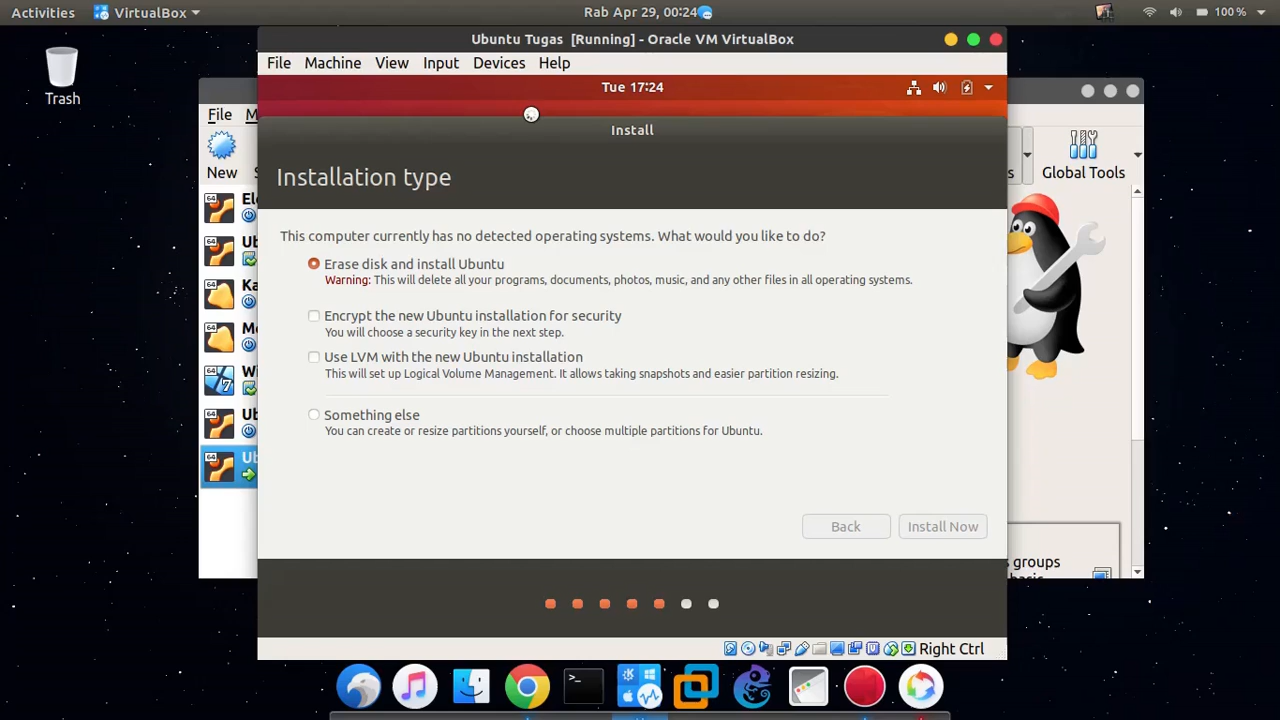 Activities VirtualBox Rab Apr 29, 00:24 100 %
Trash
Ubuntu Tugas [Running] - Oracle VM VirtualBox
File Machine View Input Devices Help
Tue 17:24
File
Install
New
Global Tools
Installation type
This computer currently has no detected operating systems. What would you like to do?
Erase disk and install Ubuntu
Warning: This will delete all your programs, documents, photos, music, and any other files in all operating systems.
Encrypt the new Ubuntu installation for security
You will choose a security key in the next step.
Use LVM with the new Ubuntu installation
This will set up Logical Volume Management. It allows taking snapshots and easier partition resizing.
Something else
You can create or resize partitions yourself, or choose multiple partitions for Ubuntu.
Back Install Now
groups
Right Ctrl